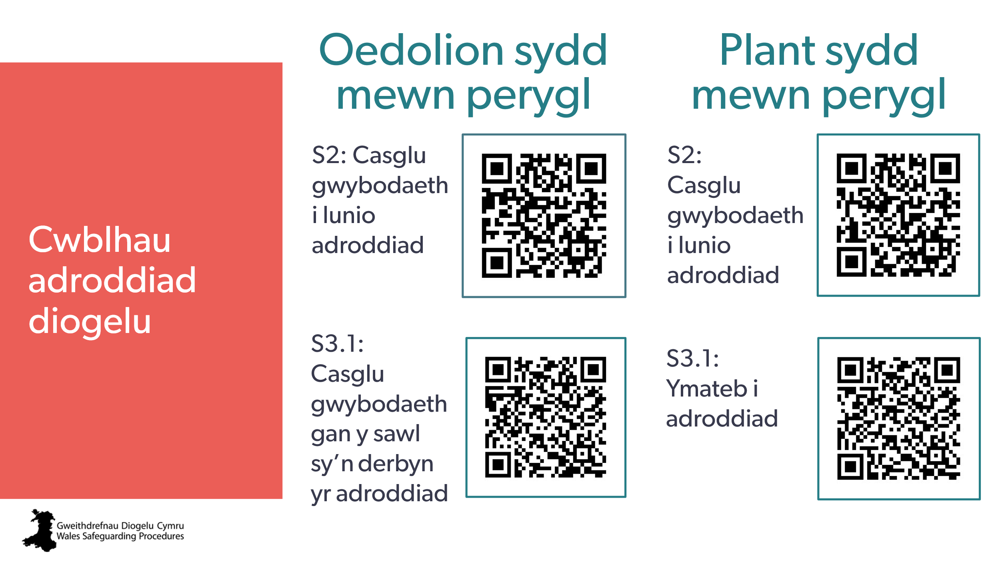 Cwblhau
adroddiad
diogelu
Oedolion sydd
mewn perygl
S2: Casglu
gwybodaeth
i lunio
adroddiad
S3.1:
Casglu
gwybodaeth
gan y sawl
sy'n derbyn
yr adroddiad
Plant sydd
mewn perygl
S2:
Casglu
gwybodaeth
i lunio
adroddiad
S3.1:
Ymateb i
adroddiad
Gweithdrefnau Diogelu Cymru
Wales Safeguarding Procedures